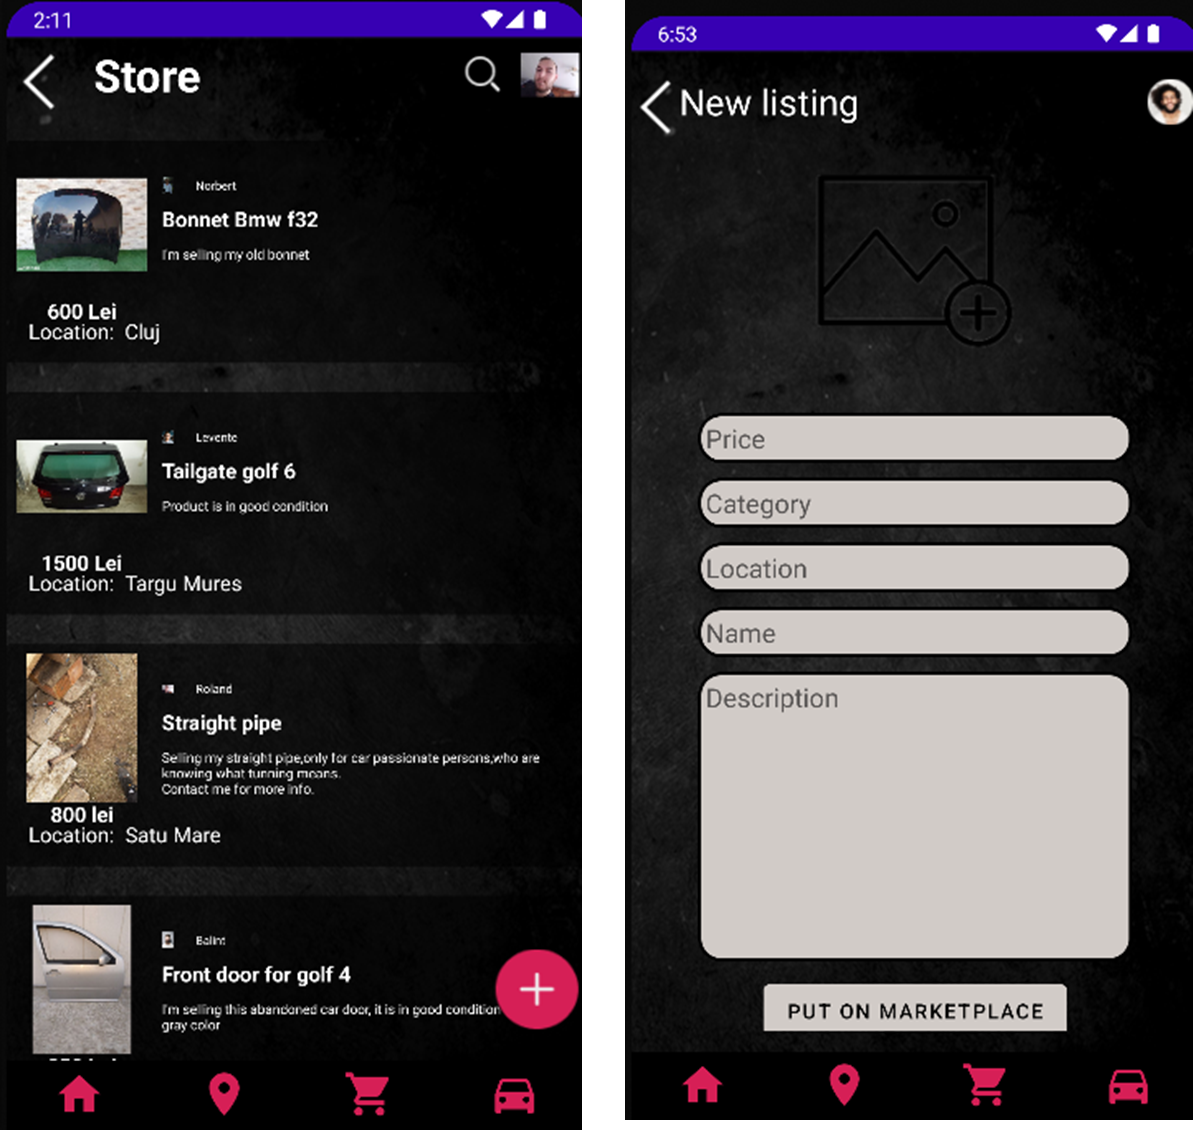 2:11
Store
Norbert
Bonnet Bmw f32
I'm selling my old bonnet
600 Lei
Location: Cluj
Levente
Tailgate golf 6
Product is in good condition
1500 Lei
Location: Targu Mures
Roland
Straight pipe
Selling my straight pipe,only for car passionate persons,who are
knowing what tunning means.
Contact me for more info.
800 lei
Location: Satu Mare
Balint
Front door for golf 4
I'm selling this abandoned car door, it is in good condition
gray color
6:53
New listing
Price
Category
Location
Name
Description
PUT ON MARKETPLACE